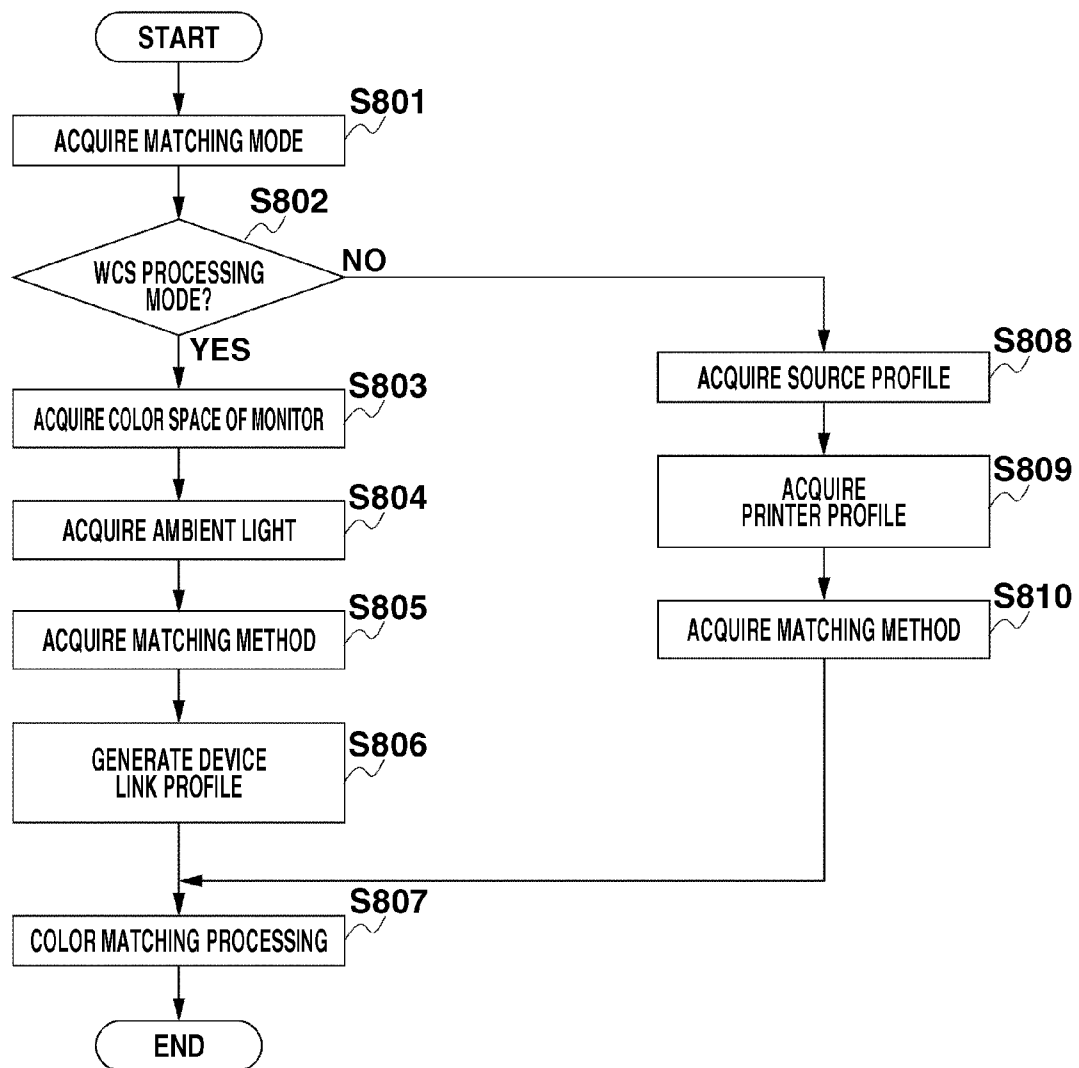 START
S801
ACQUIRE MATCHING MODE
S802
WCS PROCESSING
MODE?
NO
YES
S803
ACQUIRE COLOR SPACE OF MONITOR
S804
ACQUIRE AMBIENT LIGHT
S805
ACQUIRE MATCHING METHOD
S806
GENERATE DEVICE
LINK PROFILE
S808
ACQUIRE SOURCE PROFILE
S809
ACQUIRE
PRINTER PROFILE
S810
ACQUIRE MATCHING METHOD
S807
COLOR MATCHING PROCESSING
END